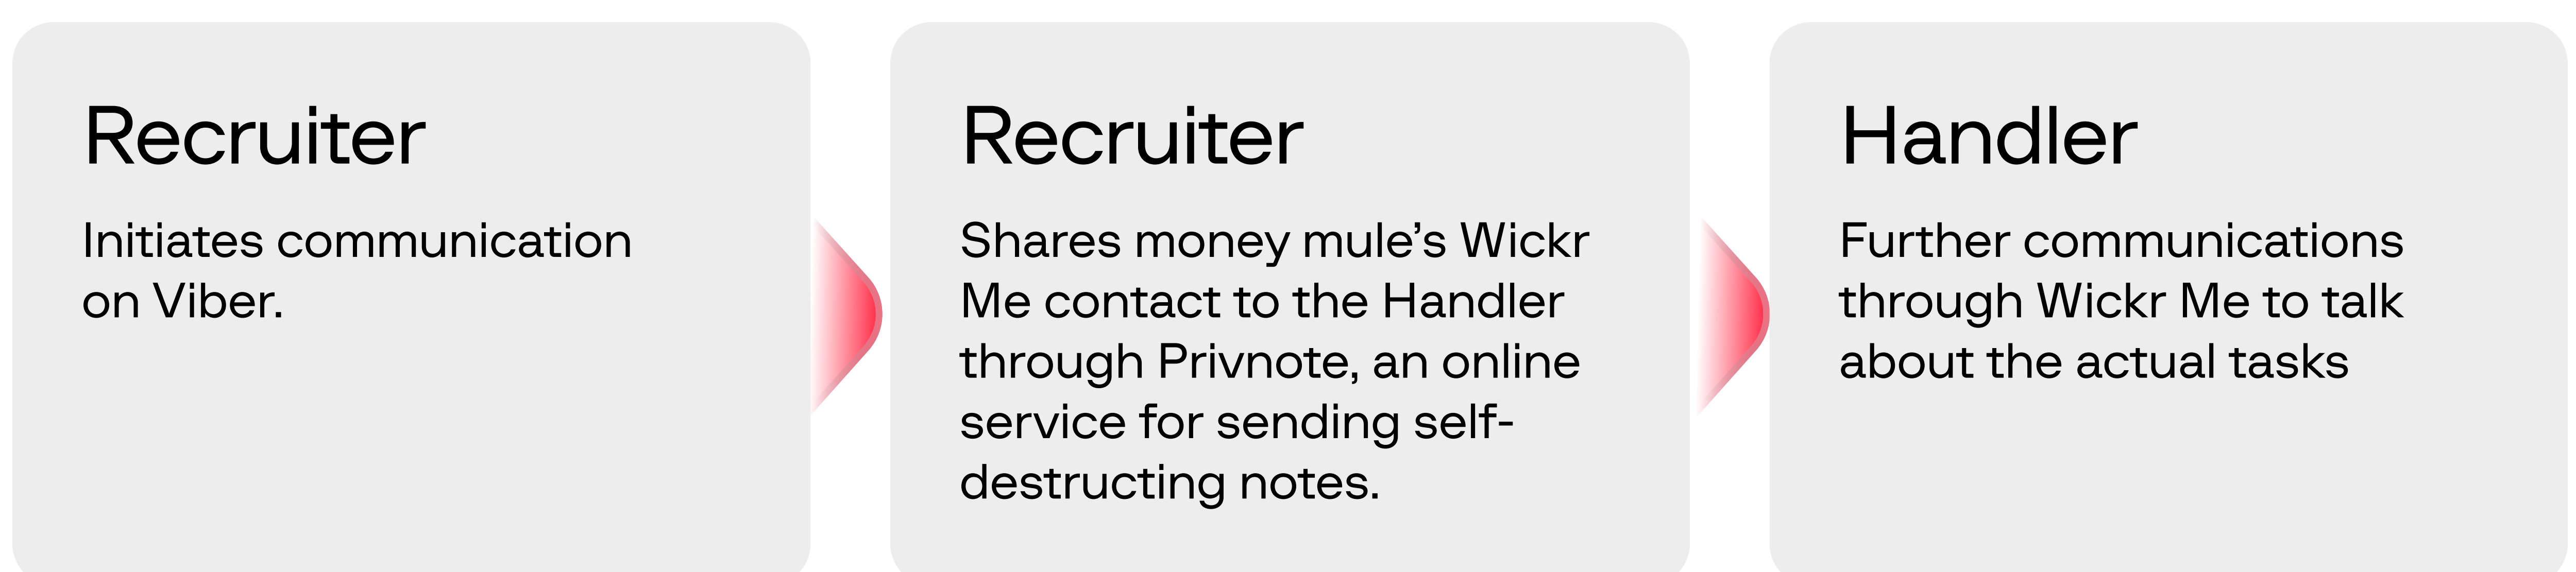 Recruiter
Initiates communication
on Viber.
Recruiter
Shares money mule’s Wickr
Me contact to the Handler
through Privnote, an online
service for sending self-
destructing notes.
Handler
Further communications
through Wickr Me to talk
about the actual tasks